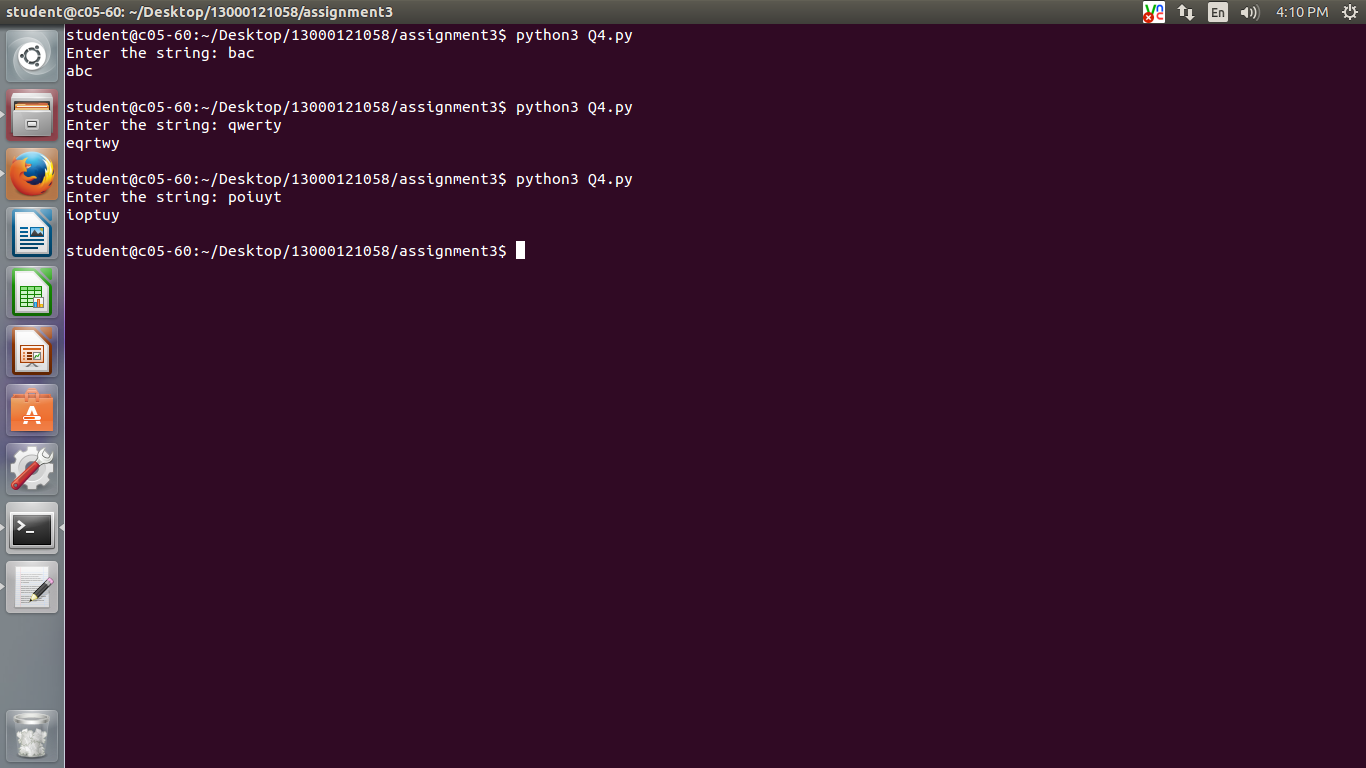 student@c05-60: ~/Desktop/13000121058/assignment3
En
4:10 PM
student@c05-60:~/Desktop/13000121058/assignment3$ python3 Q4.py
Enter the string: bac
abc
student@c05-60:~/Desktop/13000121058/assignment3$ python3 Q4.py
Enter the string: qwerty
eqrtwy
student@c05-60:~/Desktop/13000121058/assignment3$ python3 Q4.py
Enter the string: poiuyt
ioptuy
student@c05-60:~/Desktop/13000121058/assignment3$